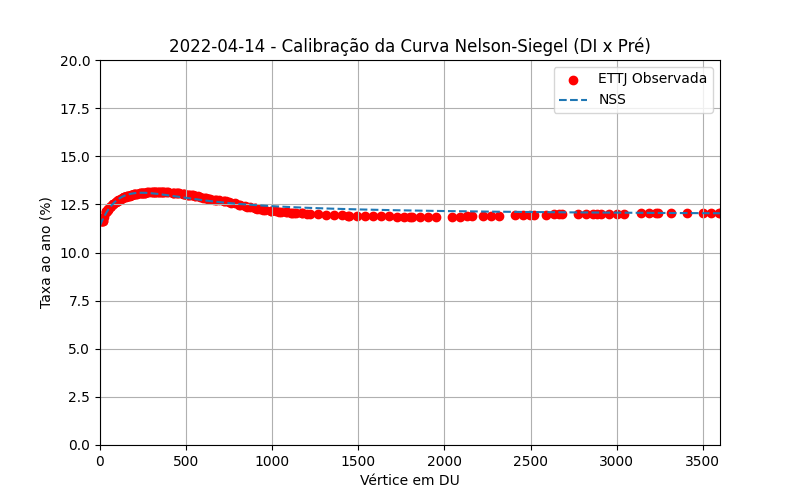 2022-04-14 - Calibração da Curva Nelson-Siegel (DI x Pré)
ETTJ Observada
NSS
Taxa ao ano (%)
20.0
17.5
15.0
12.5
10.0
7.5
5.0
2.5
0.0
0 500 1000 1500 2000 2500 3000 3500
Vértice em DU